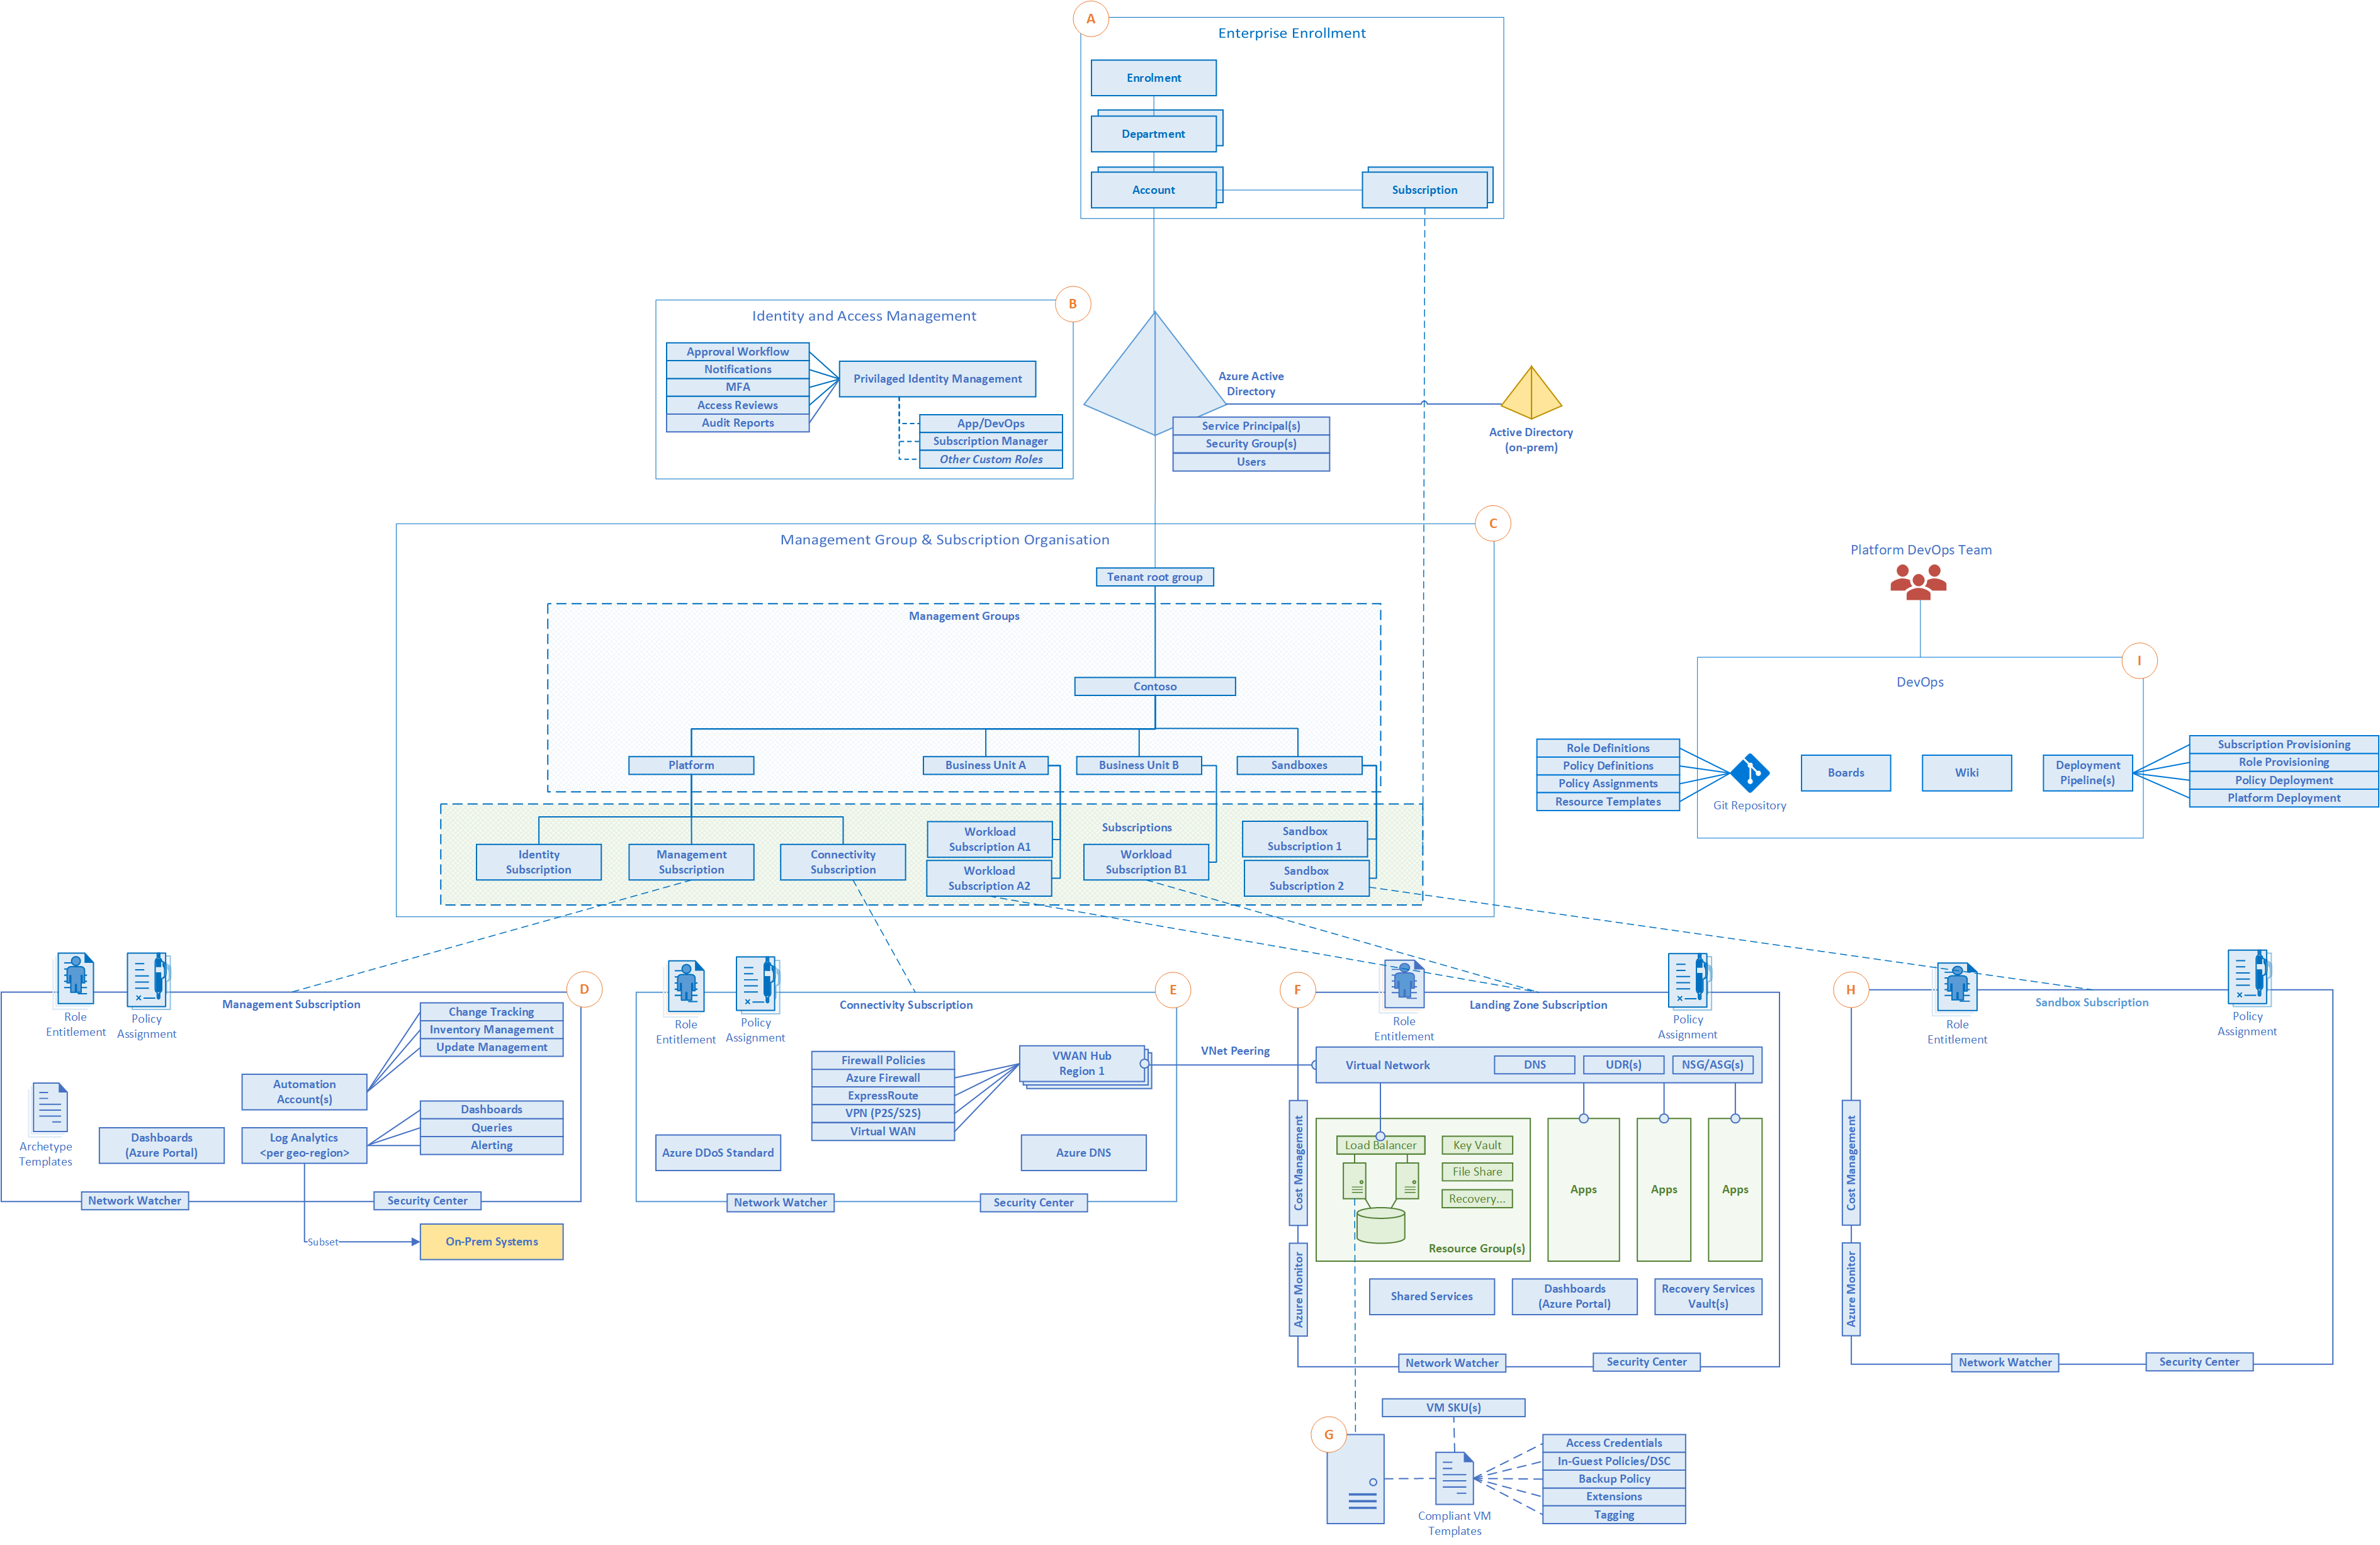 A
Enterprise Enrollment
Enrolment
Department
Account
Subscription
B
Identity and Access Management
Approval Workflow
Notifications
MFA
Access Reviews
Audit Reports
Privilaged Identity Management
App/DevOps
Subscription Manager
Other Custom Roles
Azure Active
Directory
Service Principal(s)
Security Group(s)
Users
Active Directory
(on-prem)
C
Management Group & Subscription Organisation
Tenant root group
Management Groups
Contoso
Platform
Business Unit A
Business Unit B
Sandboxes
Subscriptions
Identity
Subscription
Management
Subscription
Connectivity
Subscription
Workload
Subscription A1
Workload
Subscription A2
Workload
Subscription B1
Sandbox
Subscription 1
Sandbox
Subscription 2
Platform DevOps Team
I
DevOps
Role Definitions
Policy Definitions
Policy Assignments
Resource Templates
Git Repository
Boards
Wiki
Deployment
Pipeline(s)
Subscription Provisioning
Role Provisioning
Policy Deployment
Platform Deployment
D
Management Subscription
Role
Entitlement
Policy
Assignment
Change Tracking
Inventory Management
Update Management
Automation
Account(s)
Archetype
Templates
Dashboards
(Azure Portal)
Log Analytics
<per geo-region>
Dashboards
Queries
Alerting
Network Watcher
Security Center
Subset
On-Prem Systems
E
Connectivity Subscription
Role
Entitlement
Policy
Assignment
Firewall Policies
Azure Firewall
ExpressRoute
VPN (P2S/S2S)
Virtual WAN
VWAN Hub
Region 1
Azure DDoS Standard
Azure DNS
Network Watcher
Security Center
VNet Peering
F
Landing Zone Subscription
Role
Entitlement
Policy
Assignment
Virtual Network
DNS
UDR(s)
NSG/ASG(s)
Cost Management
Azure Monitor
Load Balancer
Key Vault
File Share
Recovery...
Resource Group(s)
Apps
Apps
Apps
Shared Services
Dashboards
(Azure Portal)
Recovery Services
Vault(s)
Network Watcher
Security Center
H
Sandbox Subscription
Role
Entitlement
Policy
Assignment
Cost Management
Azure Monitor
Network Watcher
Security Center
G
VM SKU(s)
Compliant VM
Templates
Access Credentials
In-Guest Policies/DSC
Backup Policy
Extensions
Tagging